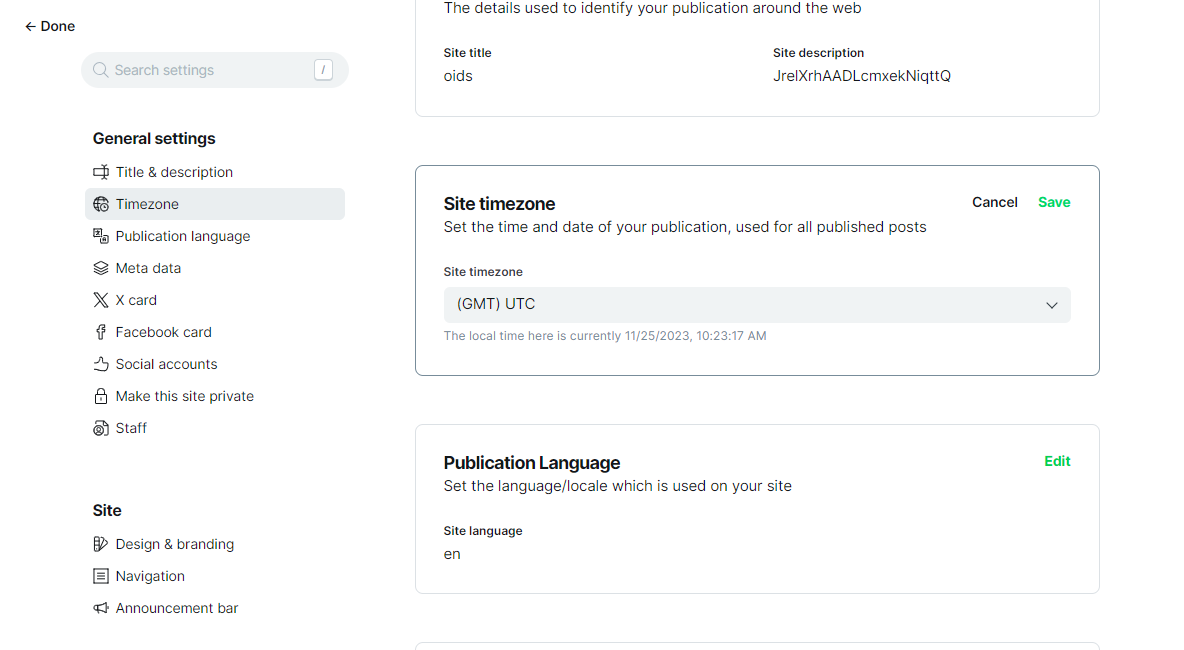 ← Done
Search settings /
General settings
Title & description
Timezone
Publication language
Meta data
X card
Facebook card
Social accounts
Make this site private
Staff
Site
Design & branding
Navigation
Announcement bar
The details used to identify your publication around the web
Site title
oids
Site description
JrelXrhAADLcmxekNiqttQ
Site timezone
Cancel Save
Set the time and date of your publication, used for all published posts
Site timezone
(GMT) UTC
The local time here is currently 11/25/2023, 10:23:17 AM
Publication Language
Edit
Set the language/locale which is used on your site
Site language
en